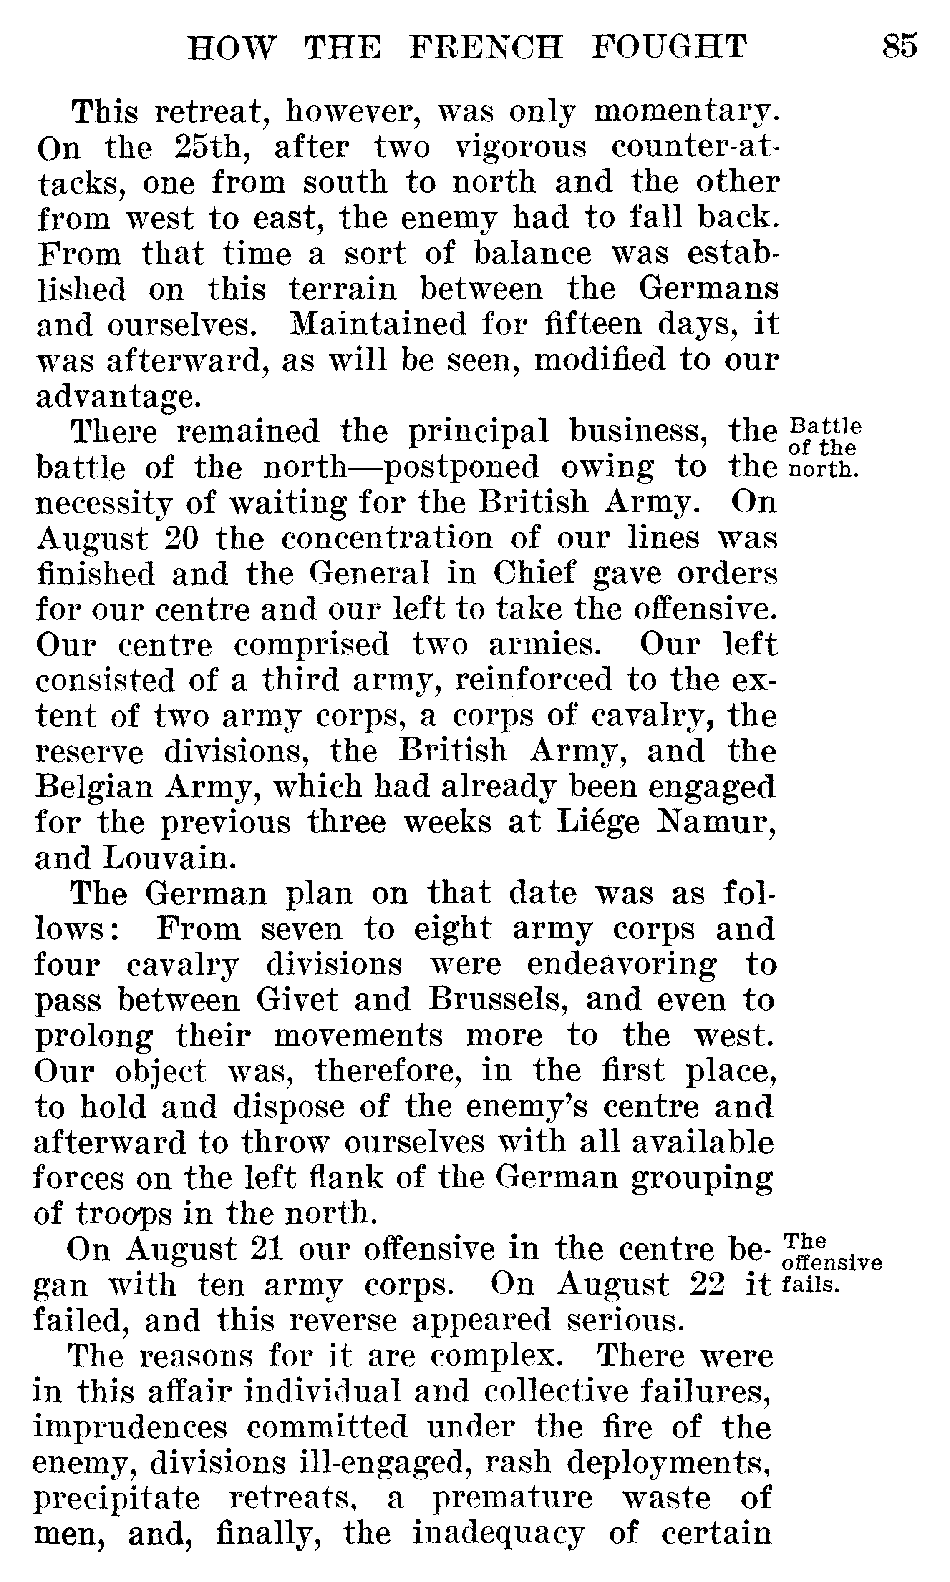 HOW THE FRENCH FOUGHT 85
This retreat, however, was only momentary.
On the 25th, after two vigorous counter-at-
tacks, one from south to north and the other
from west to east, the enemy had to fall back.
From that time a sort of balance was estab-
lished on this terrain between the Germans
and ourselves. Maintained for fifteen days, it
was afterward, as will be seen, modified to our
advantage.
There remained the principal business, the
battle of the north—postponed owing to the
necessity of waiting for the British Army. On
August 20 the concentration of our lines was
finished and the General in Chief gave orders
for our centre and our left to take the offensive.
Our centre comprised two armies. Our left
consisted of a third army, reinforced to the ex-
tent of two army corps, a corps of cavalry, the
reserve divisions, the British Army, and the
Belgian Army, which had already been engaged
for the previous three weeks at Liége Namur,
and Louvain.
Battle
of the
north.
The German plan on that date was as fol-
lows: From seven to eight army corps and
four cavalry divisions were endeavoring to
pass between Givet and Brussels, and even to
prolong their movements more to the west.
Our object was, therefore, in the first place,
to hold and dispose of the enemy's centre and
afterward to throw ourselves with all available
forces on the left flank of the German grouping
of troops in the north.
On August 21 our offensive in the centre be-
gan with ten army corps. On August 22 it
failed, and this reverse appeared serious.
The
offensive
fails.
The reasons for it are complex. There were
in this affair individual and collective failures,
imprudences committed under the fire of the
enemy, divisions ill-engaged, rash deployments,
precipitate retreats, a premature waste of
men, and, finally, the inadequacy of certain